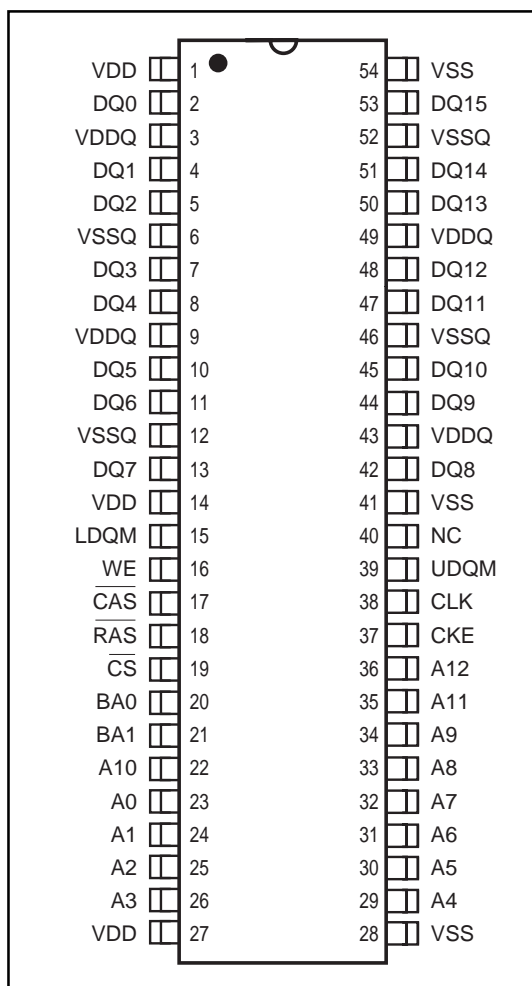 VDD 1 54 VSS
DQ0 2 53 DQ15
VDDQ 3 52 VSSQ
DQ1 4 51 DQ14
DQ2 5 50 DQ13
VSSQ 6 49 VDDQ
DQ3 7 48 DQ12
DQ4 8 47 DQ11
VDDQ 9 46 VSSQ
DQ5 10 45 DQ10
DQ6 11 44 DQ9
VSSQ 12 43 VDDQ
DQ7 13 42 DQ8
VDD 14 41 VSS
LDQM 15 40 NC
WE 16 39 UDQM
C̅A̅S̅ 17 38 CLK
R̅A̅S̅ 18 37 CKE
C̅S̅ 19 36 A12
BA0 20 35 A11
BA1 21 34 A9
A10 22 33 A8
A0 23 32 A7
A1 24 31 A6
A2 25 30 A5
A3 26 29 A4
VDD 27 28 VSS